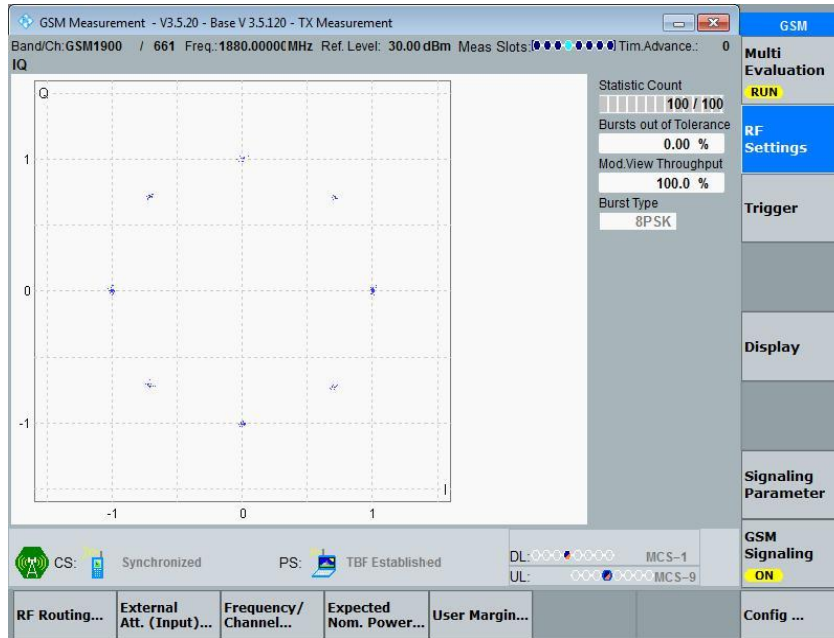 GSM Measurement - V3.5.20 - Base V 3.5.120 - TX Measurement
GSM
Band/Ch:GSM1900 / 661 Freq.:1880.0000(MHz Ref. Level: 30.00 dBm Meas Slots: Tim.Advance.: 0
IQ
Multi
Evaluation
RUN
Q
Statistic Count
100 / 100
Bursts out of Tolerance
0.00 %
Mod.View Throughput
100.0 %
Burst Type
8PSK
RF
Settings
Trigger
Display
Signaling
Parameter
GSM
Signaling
ON
1
0
-1
I
-1 0 1
CS: Synchronized PS: TBF Established
DL: MCS-1
UL: MCS-9
RF Routing...
External
Att. (Input)...
Frequency/
Channel...
Expected
Nom. Power...
User Margin...
Config ...